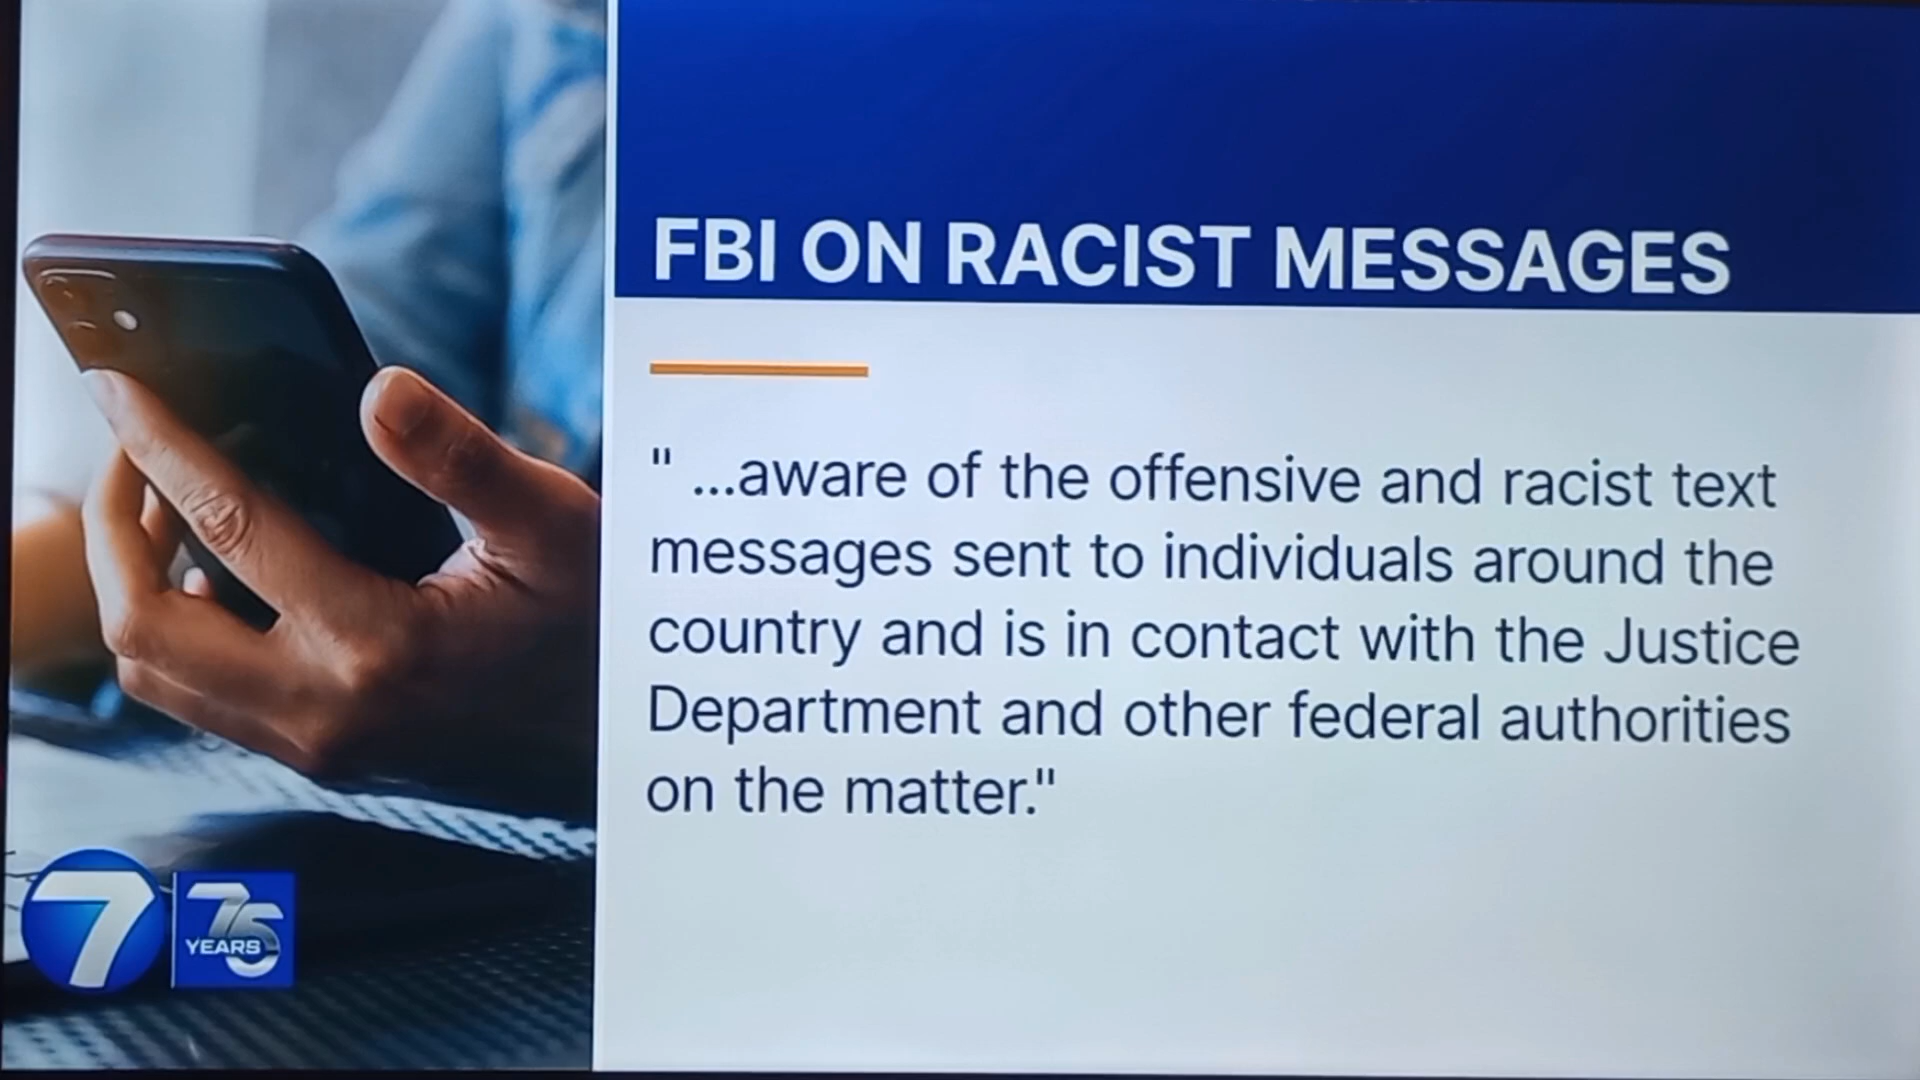 FBI ON RACIST MESSAGES
" ...aware of the offensive and racist text
messages sent to individuals around the
country and is in contact with the Justice
Department and other federal authorities
on the matter."
7
75
YEARS